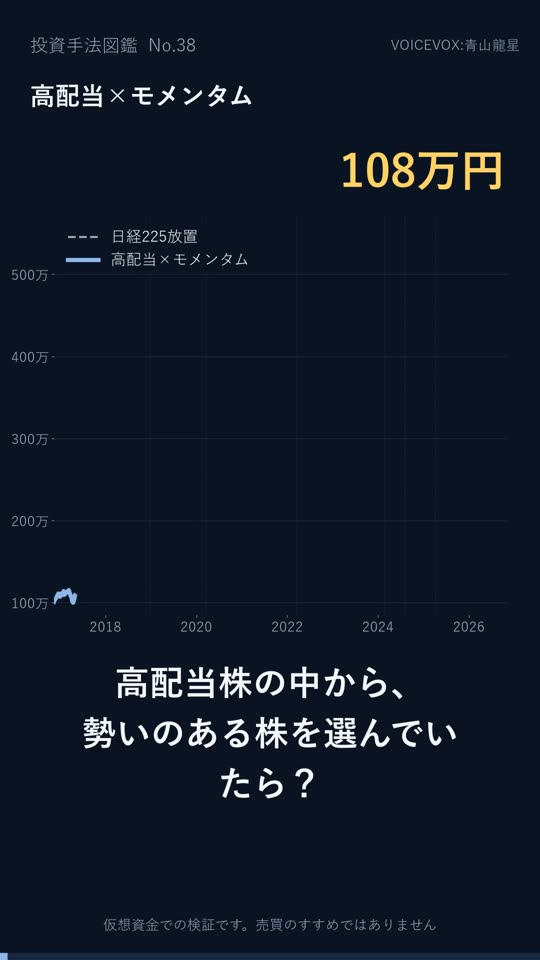 投資手法図鑑 No.38
VOICEVOX:青山龍星
高配当×モメンタム
108万円
日経225放置
高配当×モメンタム
500万
400万
300万
200万
100万
2018 2020 2022 2024 2026
高配当株の中から、
勢いのある株を選んでい
たら？
仮想資金での検証です。売買のすすめではありません